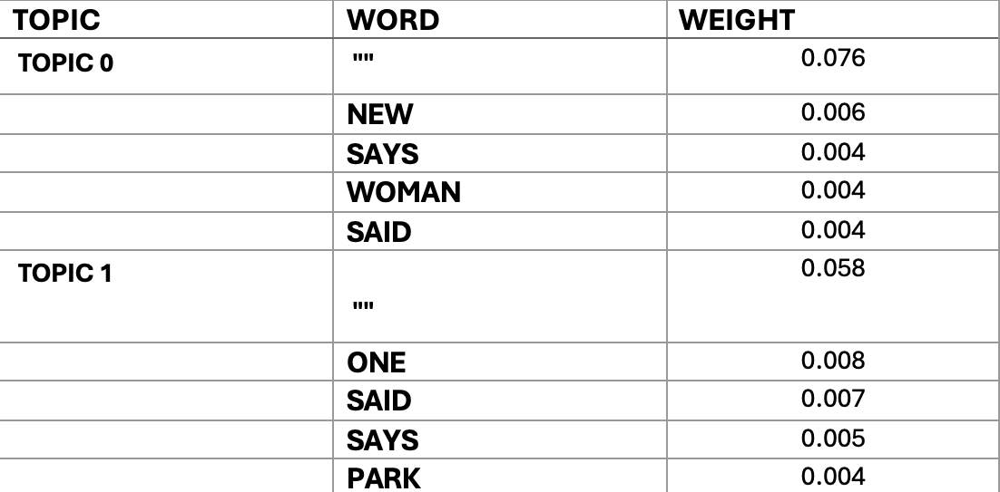 TOPIC WORD WEIGHT
TOPIC 0 "" 0.076
NEW 0.006
SAYS 0.004
WOMAN 0.004
SAID 0.004
TOPIC 1 "" 0.058
ONE 0.008
SAID 0.007
SAYS 0.005
PARK 0.004